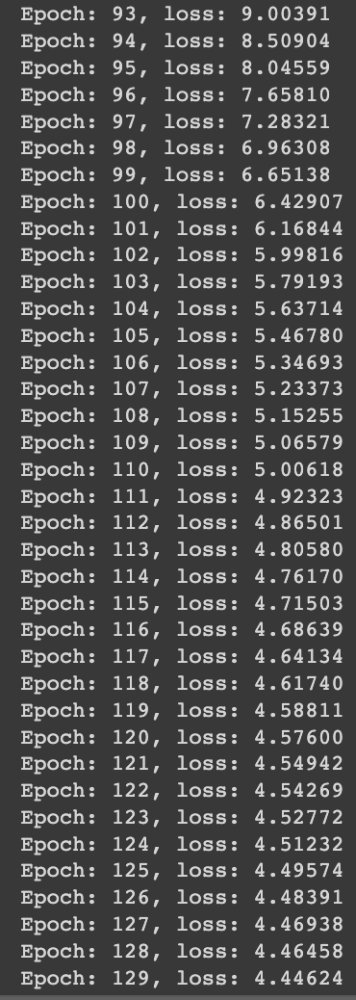 Epoch: 93, loss: 9.00391
Epoch: 94, loss: 8.50904
Epoch: 95, loss: 8.04559
Epoch: 96, loss: 7.65810
Epoch: 97, loss: 7.28321
Epoch: 98, loss: 6.96308
Epoch: 99, loss: 6.65138
Epoch: 100, loss: 6.42907
Epoch: 101, loss: 6.16844
Epoch: 102, loss: 5.99816
Epoch: 103, loss: 5.79193
Epoch: 104, loss: 5.63714
Epoch: 105, loss: 5.46780
Epoch: 106, loss: 5.34693
Epoch: 107, loss: 5.23373
Epoch: 108, loss: 5.15255
Epoch: 109, loss: 5.06579
Epoch: 110, loss: 5.00618
Epoch: 111, loss: 4.92323
Epoch: 112, loss: 4.86501
Epoch: 113, loss: 4.80580
Epoch: 114, loss: 4.76170
Epoch: 115, loss: 4.71503
Epoch: 116, loss: 4.68639
Epoch: 117, loss: 4.64134
Epoch: 118, loss: 4.61740
Epoch: 119, loss: 4.58811
Epoch: 120, loss: 4.57600
Epoch: 121, loss: 4.54942
Epoch: 122, loss: 4.54269
Epoch: 123, loss: 4.52772
Epoch: 124, loss: 4.51232
Epoch: 125, loss: 4.49574
Epoch: 126, loss: 4.48391
Epoch: 127, loss: 4.46938
Epoch: 128, loss: 4.46458
Epoch: 129, loss: 4.44624